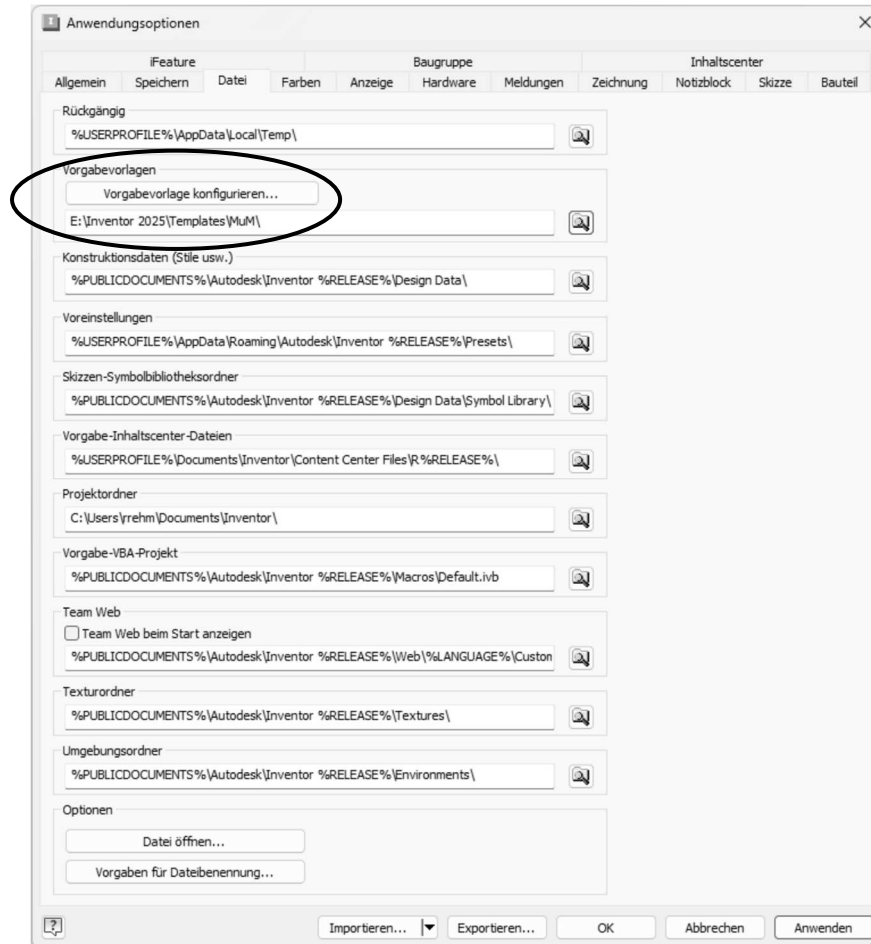 Anwendungsoptionen
iFeature Baugruppe Inhaltscenter
Allgemein Speichern Datei Farben Anzeige Hardware Meldungen Zeichnung Notizblock Skizze Bauteil
Rückgängig
%USERPROFILE%\AppData\Local\Temp\
Vorgabevorlagen
Vorgabevorlage konfigurieren...
E:\Inventor 2025\Templates\MuM\
Konstruktionsdaten (Stile usw.)
%PUBLICDOCUMENTS%\Autodesk\Inventor %RELEASE%\Design Data\
Voreinstellungen
%USERPROFILE%\AppData\Roaming\Autodesk\Inventor %RELEASE%\Presets\
Skizzen-Symbolbibliotheksordner
%PUBLICDOCUMENTS%\Autodesk\Inventor %RELEASE%\Design Data\Symbol Library\
Vorgabe-Inhaltscenter-Dateien
%USERPROFILE%\Documents\Inventor\Content Center Files\R%RELEASE%\
Projektordner
C:\Users\rrehm\Documents\Inventor\
Vorgabe-VBA-Projekt
%PUBLICDOCUMENTS%\Autodesk\Inventor %RELEASE%\Macros\Default.ivb
Team Web
Team Web beim Start anzeigen
%PUBLICDOCUMENTS%\Autodesk\Inventor %RELEASE%\Web\%LANGUAGE%\Custon
Texturordner
%PUBLICDOCUMENTS%\Autodesk\Inventor %RELEASE%\Textures\
Umgebungsordner
%PUBLICDOCUMENTS%\Autodesk\Inventor %RELEASE%\Environments\
Optionen
Datei öffnen...
Vorgaben für Dateibenennung...
? Importieren... Exportieren... OK Abbrechen Anwenden